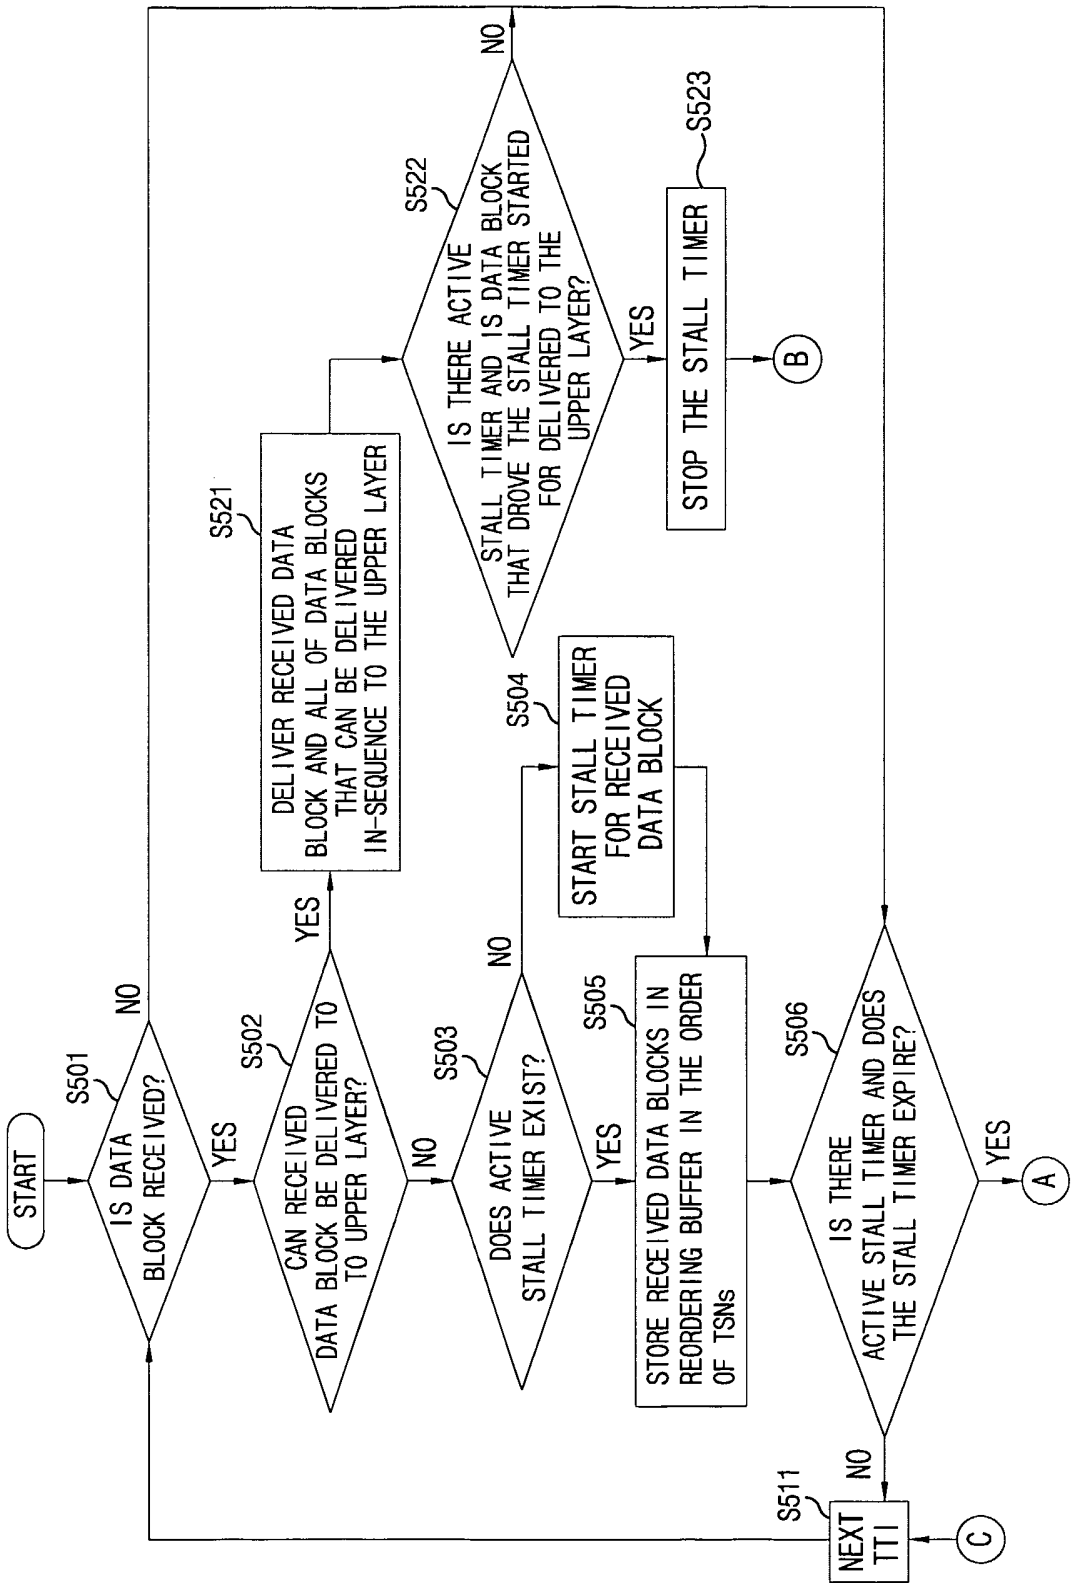 START
S501
IS DATA
BLOCK RECEIVED?
NO
YES
S502
CAN RECEIVED
DATA BLOCK BE DELIVERED TO
TO UPPER LAYER?
YES
NO
S521
DELIVER RECEIVED DATA
BLOCK AND ALL OF DATA BLOCKS
THAT CAN BE DELIVERED
IN-SEQUENCE TO THE UPPER LAYER
S503
DOES ACTIVE
STALL TIMER EXIST?
NO
YES
S504
START STALL TIMER
FOR RECEIVED
DATA BLOCK
S522
IS THERE ACTIVE
STALL TIMER AND IS DATA BLOCK
THAT DROVE THE STALL TIMER STARTED
FOR DELIVERED TO THE
UPPER LAYER?
NO
YES
S505
STORE RECEIVED DATA BLOCKS IN
REORDERING BUFFER IN THE ORDER
OF TSNs
S523
STOP THE STALL TIMER
B
S506
IS THERE
ACTIVE STALL TIMER AND DOES
THE STALL TIMER EXPIRE?
NO
YES
S511
NEXT
TTI
C
A